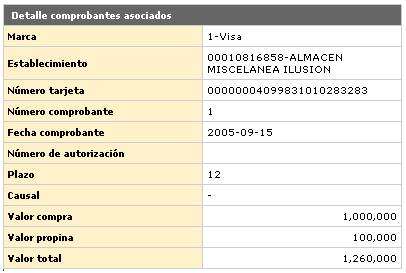 Detalle comprobantes asociados
Marca 1-Visa
Establecimiento 00010816858-ALMACEN
MISCELANEA ILUSION
Número tarjeta 00000004099831010283283
Número comprobante 1
Fecha comprobante 2005-09-15
Número de autorización
Plazo 12
Causal -
Valor compra 1,000,000
Valor propina 100,000
Valor total 1,260,000